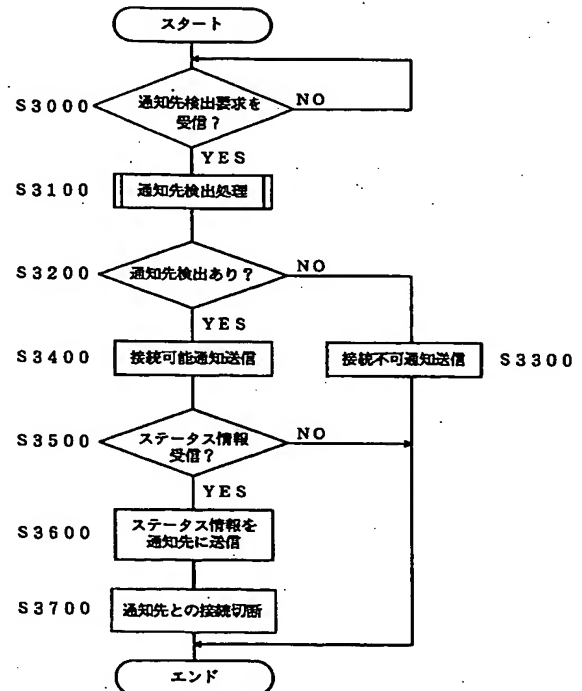 スタート
S3000
通知先検出要求を
受信？
NO
YES
S3100
通知先検出処理
S3200
通知先検出あり？
NO
YES
S3400
接続可能通知送信
接続不可通知送信
S3300
S3500
ステータス情報
受信？
NO
YES
S3600
ステータス情報を
通知先に送信
S3700
通知先との接続切断
エンド